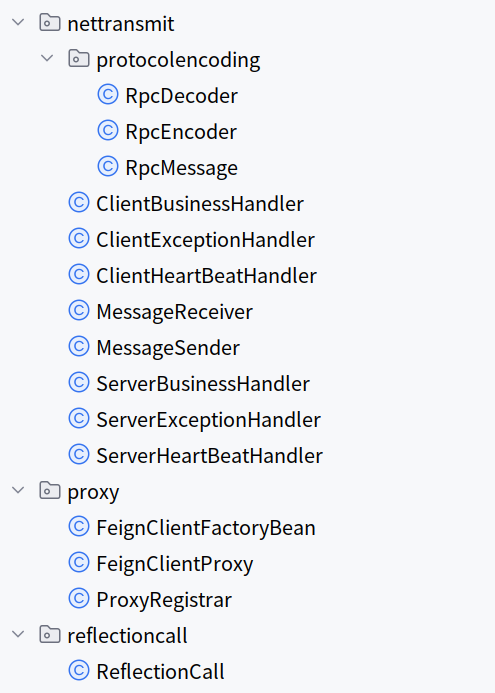 nettransmit
protocolencoding
RpcDecoder
RpcEncoder
RpcMessage
ClientBusinessHandler
ClientExceptionHandler
ClientHeartBeatHandler
MessageReceiver
MessageSender
ServerBusinessHandler
ServerExceptionHandler
ServerHeartBeatHandler
proxy
FeignClientFactoryBean
FeignClientProxy
ProxyRegistrar
reflectioncall
ReflectionCall